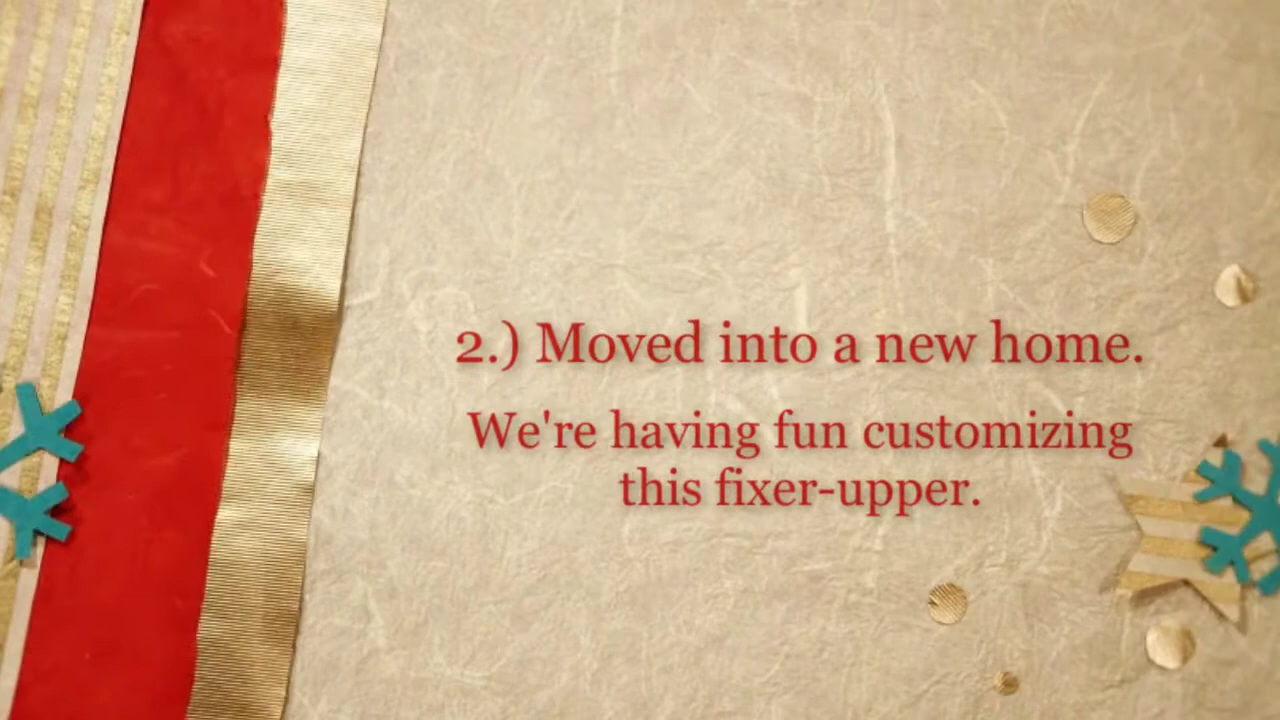 2.) Moved into a new home.
We're having fun customizing
this fixer-upper.